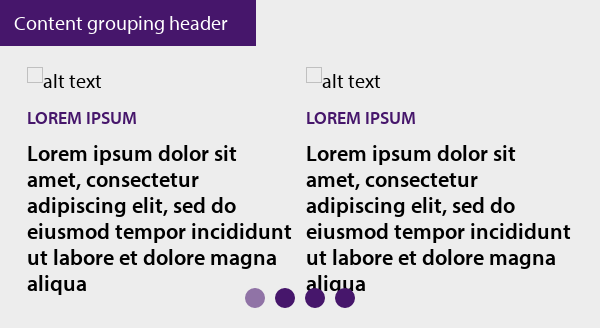 Content grouping header
alt text
LOREM IPSUM
Lorem ipsum dolor sit
amet, consectetur
adipiscing elit, sed do
eiusmod tempor incididunt
ut labore et dolore magna
aliqua
alt text
LOREM IPSUM
Lorem ipsum dolor sit
amet, consectetur
adipiscing elit, sed do
eiusmod tempor incididunt
ut labore et dolore magna
aliqua